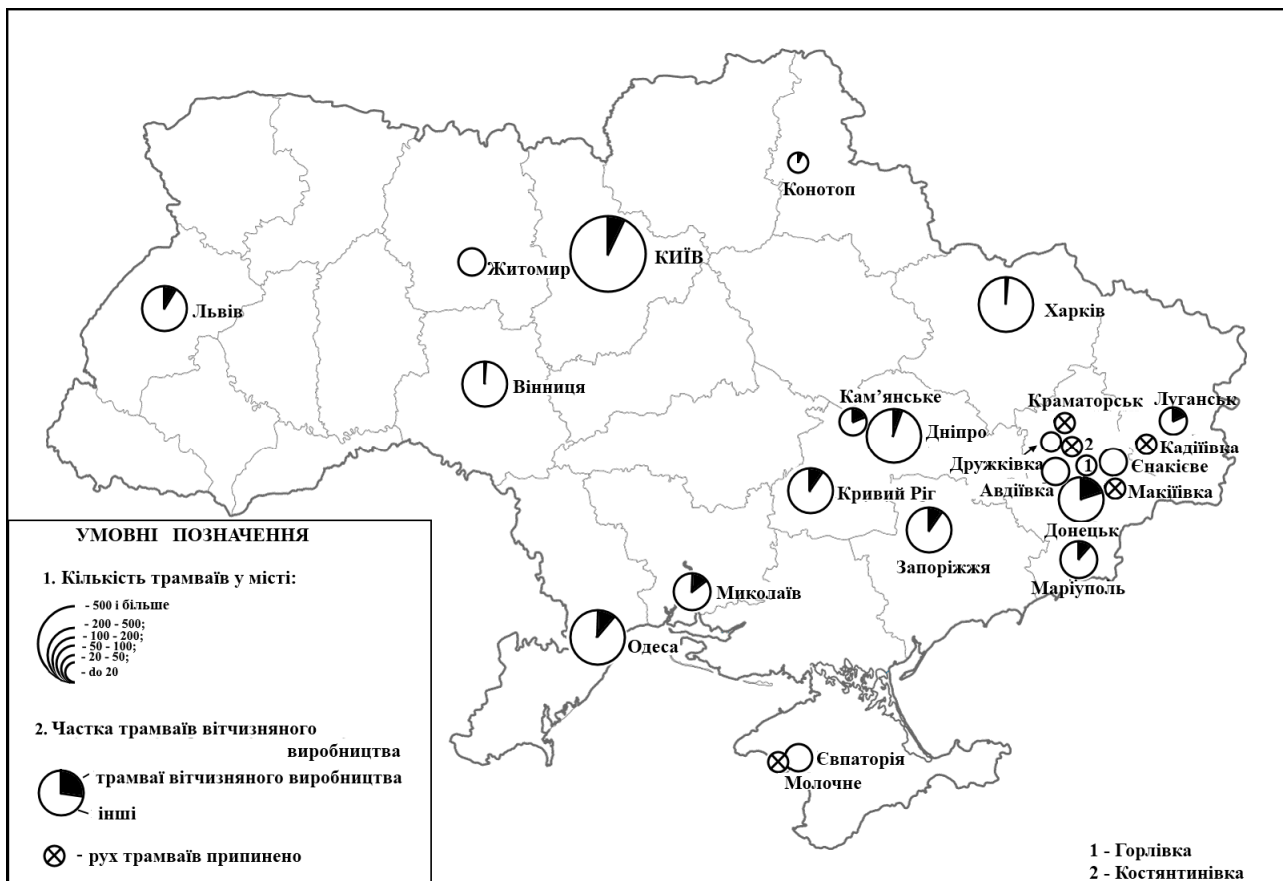 Конотоп
КИЇВ
Житомир
Львів
Харків
Вінниця
Кам’янське
Дніпро
Краматорськ
Луганськ
2
Кадіївка
Дружківка
1
Єнакієве
Авдіївка
Макіївка
Кривий Ріг
Донецьк
Запоріжжя
Маріуполь
Миколаїв
Одеса
Євпаторія
Молочне
УМОВНІ ПОЗНАЧЕННЯ
1. Кількість трамваїв у місті:
- 500 і більше
- 200 - 500;
- 100 - 200;
- 50 - 100;
- 20 - 50;
- do 20
2. Частка трамваїв вітчизняного
виробництва
трамваї вітчизняного виробництва
інші
- рух трамваїв припинено
1 - Горлівка
2 - Костянтинівка